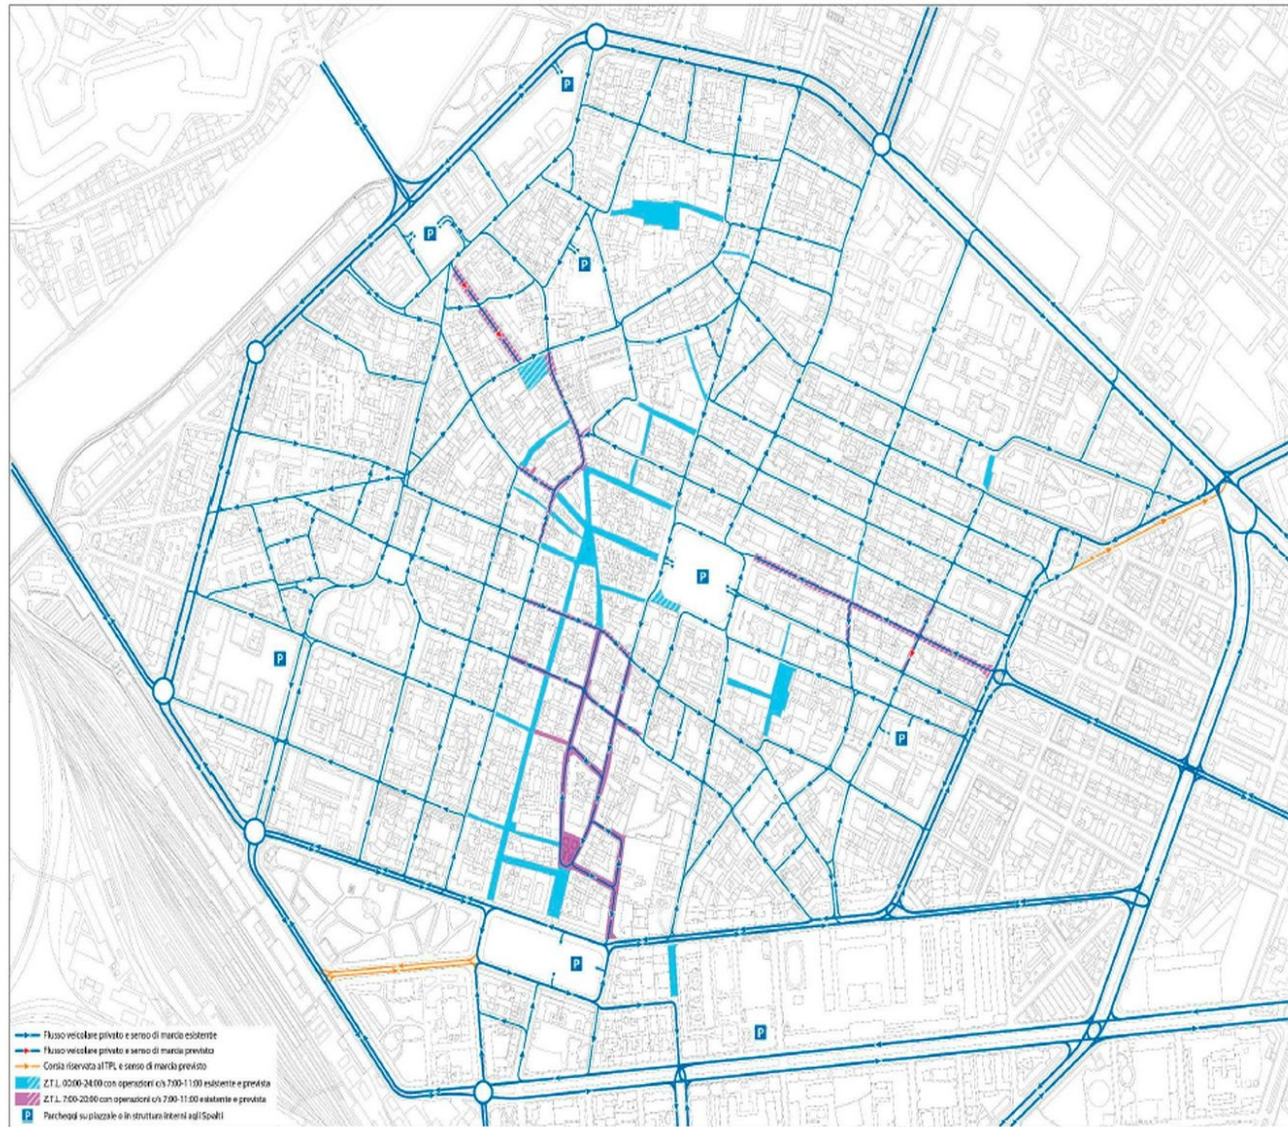 P
P
P
P
P
P
P
P
Flusso veicolare privato e senso di marcia esistente
Flusso veicolare privato e senso di marcia previsto
Corsia riservata al TPL e senso di marcia previsto
Z.T.L. 00:00-24:00 con operazioni c/s 7:00-11:00 esistente e prevista
Z.T.L. 7:00-20:00 con operazioni c/s 7:00-11:00 esistente e prevista
P Parcheggi su piazzale o in struttura interni agli Spalti